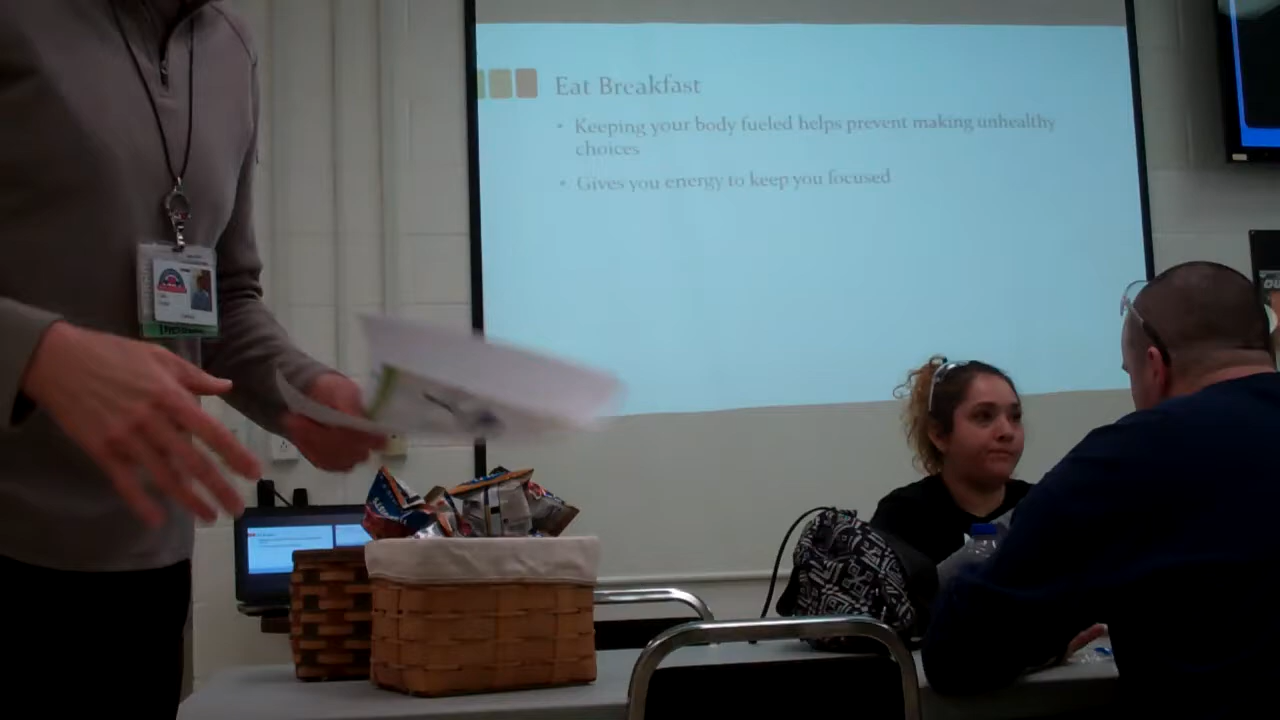 Eat Breakfast
• Keeping your body fueled helps prevent making unhealthy
choices
• Gives you energy to keep you focused